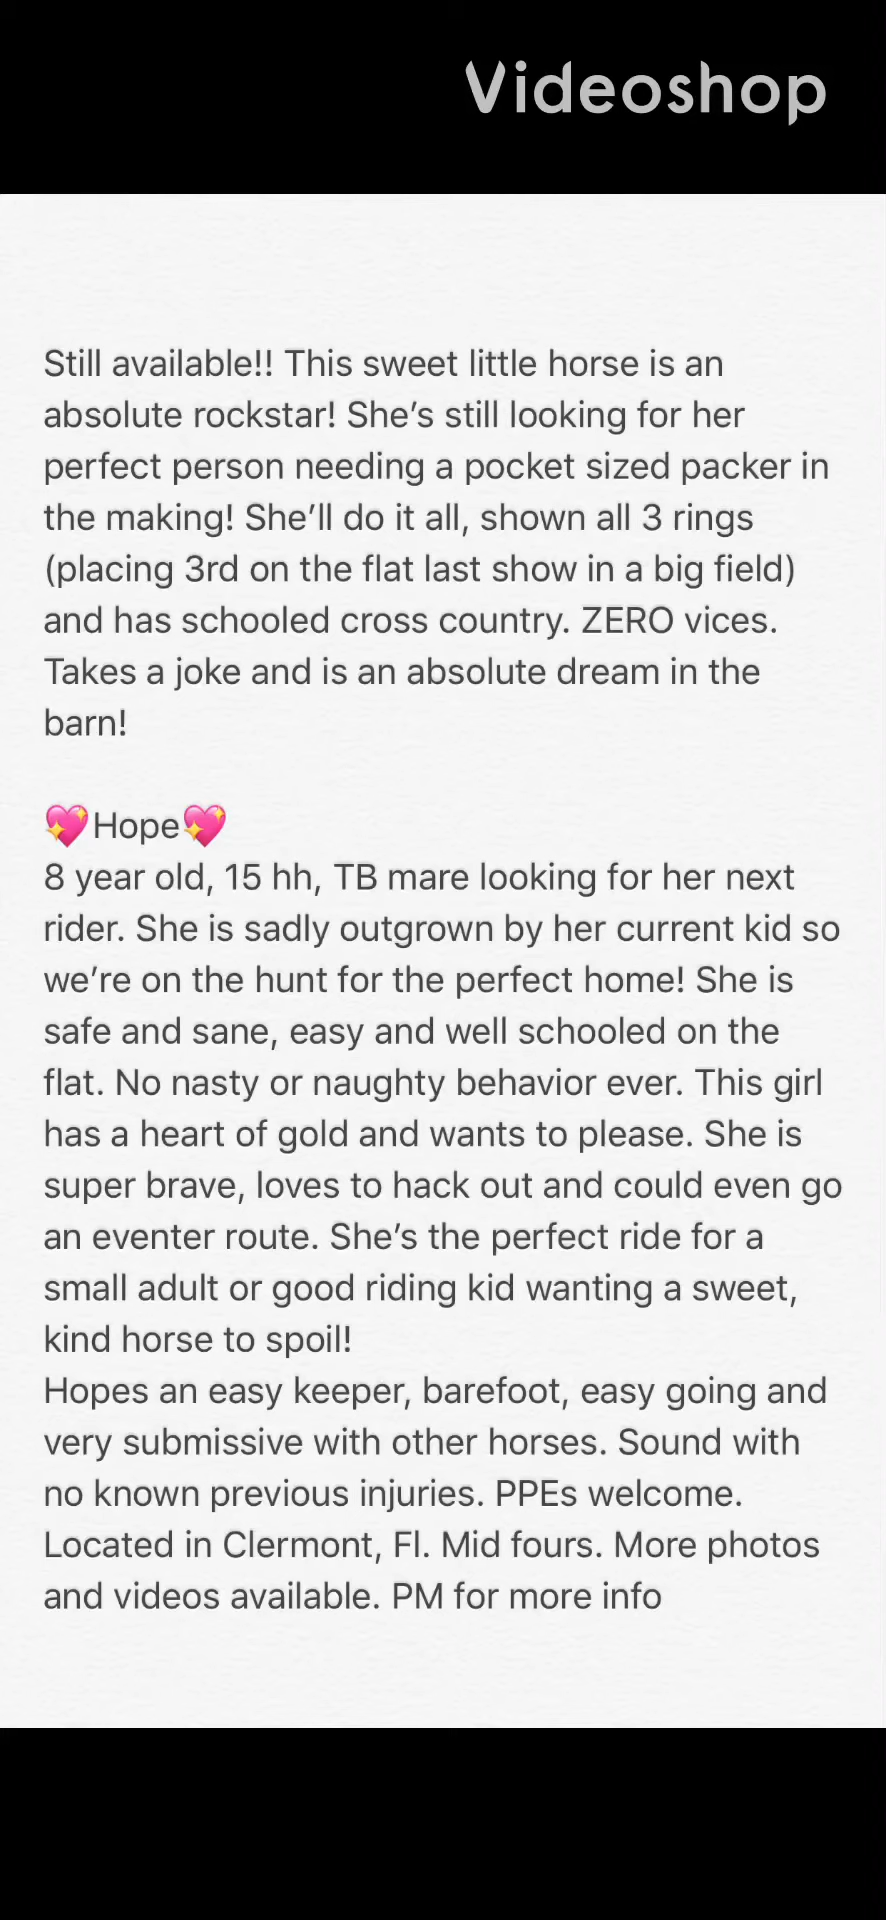 Videoshop
Still available!! This sweet little horse is an
absolute rockstar! She’s still looking for her
perfect person needing a pocket sized packer in
the making! She’ll do it all, shown all 3 rings
(placing 3rd on the flat last show in a big field)
and has schooled cross country. ZERO vices.
Takes a joke and is an absolute dream in the
barn!
💖Hope💖
8 year old, 15 hh, TB mare looking for her next
rider. She is sadly outgrown by her current kid so
we’re on the hunt for the perfect home! She is
safe and sane, easy and well schooled on the
flat. No nasty or naughty behavior ever. This girl
has a heart of gold and wants to please. She is
super brave, loves to hack out and could even go
an eventer route. She’s the perfect ride for a
small adult or good riding kid wanting a sweet,
kind horse to spoil!
Hopes an easy keeper, barefoot, easy going and
very submissive with other horses. Sound with
no known previous injuries. PPEs welcome.
Located in Clermont, Fl. Mid fours. More photos
and videos available. PM for more info